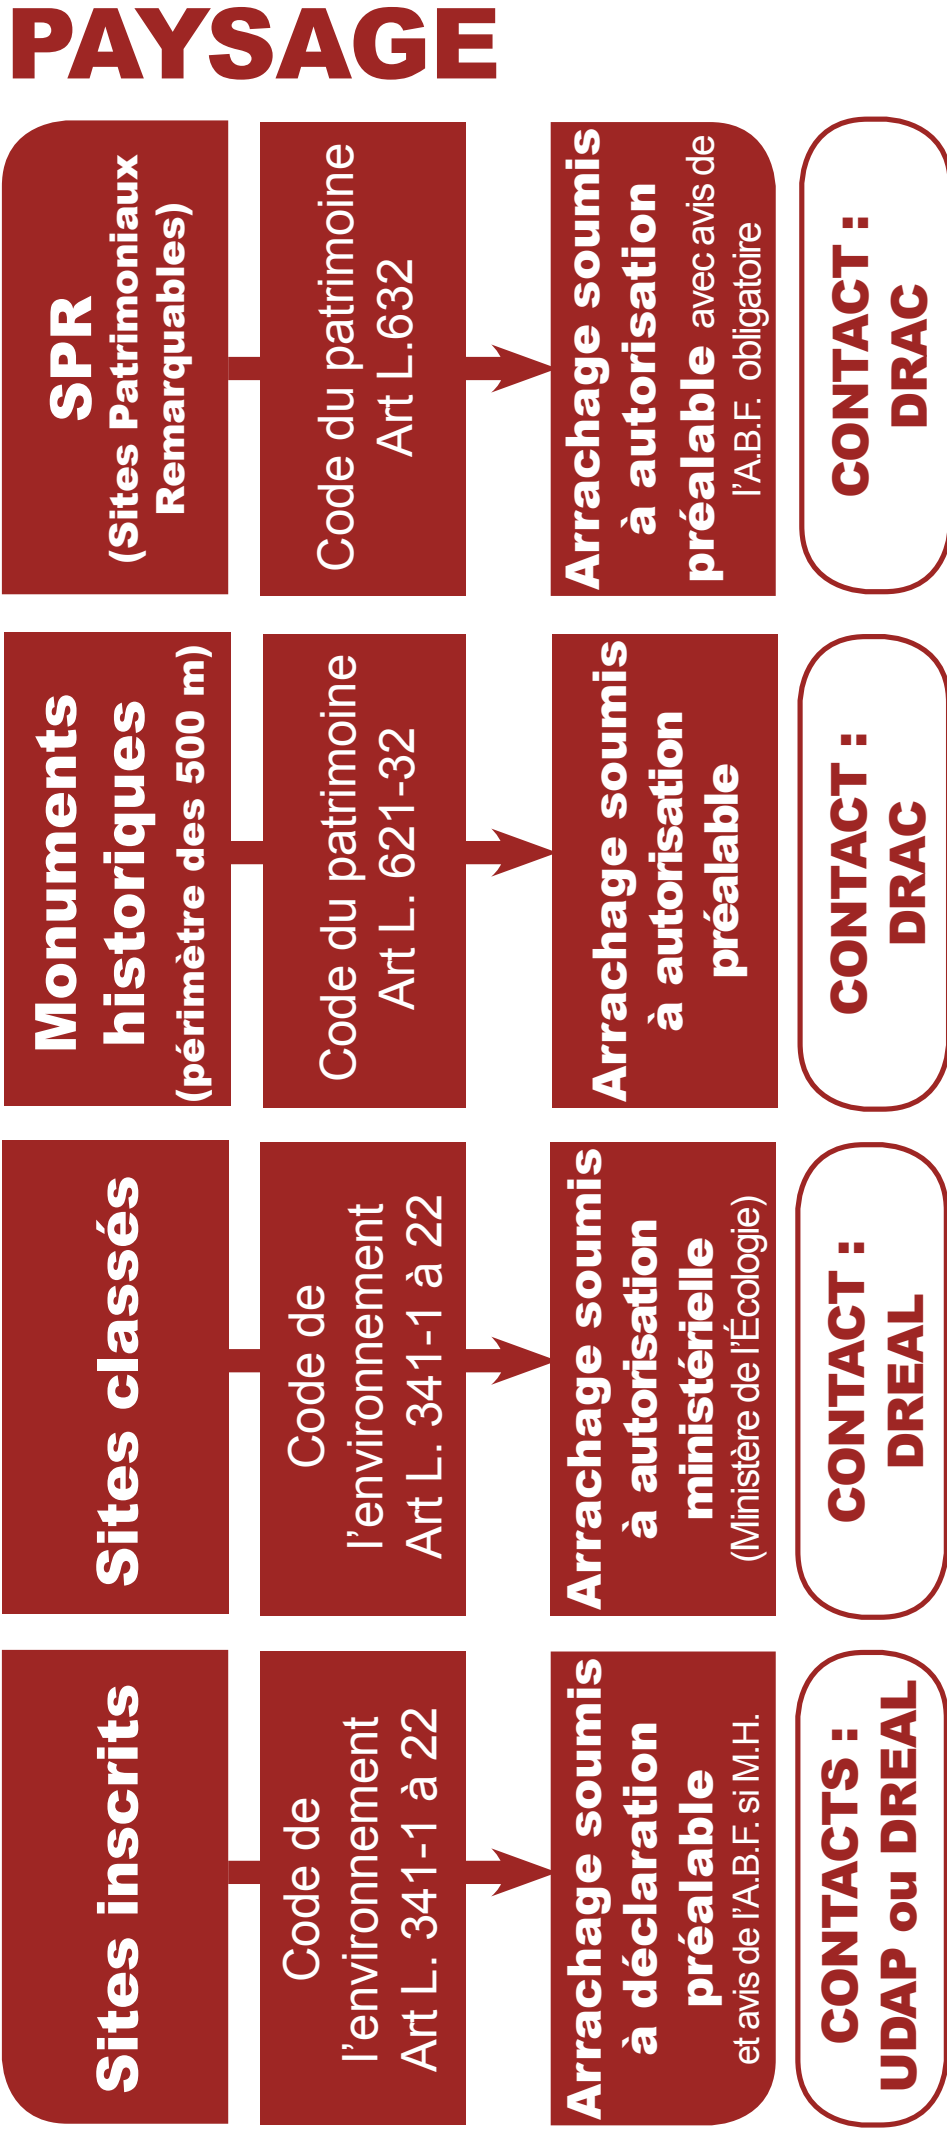 PAYSAGE
Sites inscrits
Code de
l'environnement
Art L. 341-1 à 22
Arrachage soumis
à déclaration
préalable
et avis de l'A.B.F. si M.H.
CONTACTS :
UDAP ou DREAL
Sites classés
Code de
l'environnement
Art L. 341-1 à 22
Arrachage soumis
à autorisation
ministérielle
(Ministère de l'Écologie)
CONTACT :
DREAL
Monuments
historiques
(périmètre des 500 m)
Code du patrimoine
Art L. 621-32
Arrachage soumis
à autorisation
préalable
CONTACT :
DRAC
SPR
(Sites Patrimoniaux
Remarquables)
Code du patrimoine
Art L.632
Arrachage soumis
à autorisation
préalable avec avis de
l'A.B.F. obligatoire
CONTACT :
DRAC